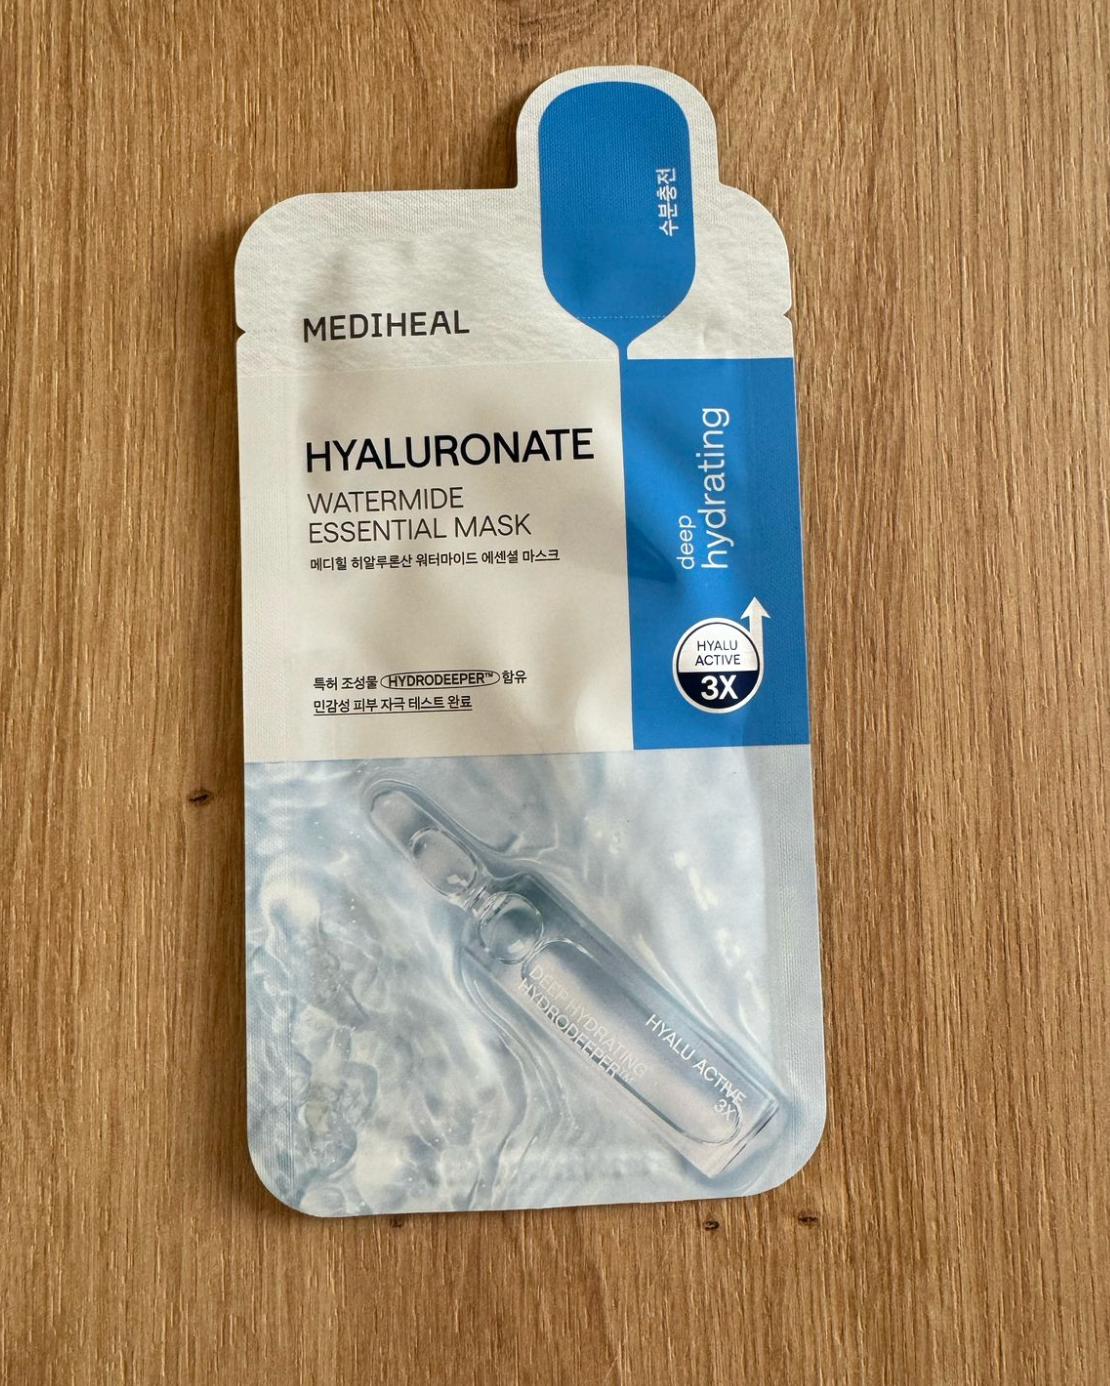 수분충전
MEDIHEAL
HYALURONATE
WATERMIDE
ESSENTIAL MASK
메디힐 히알루론산 워터마이드 에센셜 마스크
deep
hydrating
HYALU
ACTIVE
3X
특허 조성물 HYDRODEEPER™ 함유
민감성 피부 자극 테스트 완료
DEEP HYDRATING
HYDRODEEPER™
HYALU ACTIVE
3X